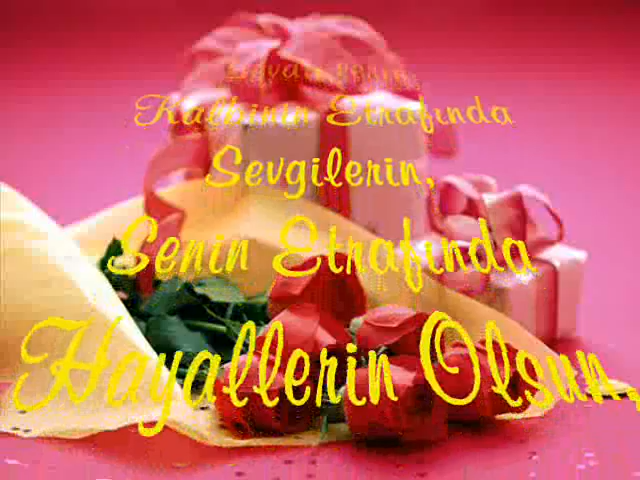 Kalbinin Etrafında
Sevgilerin,
Senin Etrafında
Hayallerin Olsun,